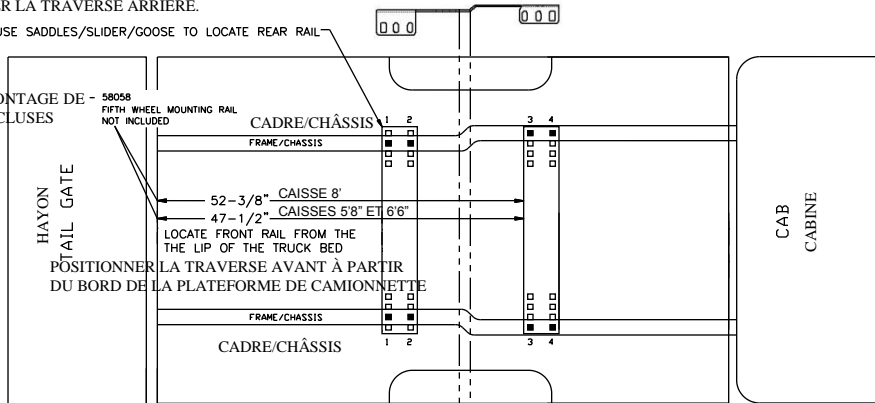 ER LA TRAVERSE ARRIÈRE.
USE SADDLES/SLIDER/GOOSE TO LOCATE REAR RAIL
ONTAGE DE -
CLUSES
58058
FIFTH WHEEL MOUNTING RAIL
NOT INCLUDED
CADRE/CHÂSSIS
1 2
3 4
FRAME/CHASSIS
HAYON
TAIL GATE
52-3/8" CAISSE 8'
47-1/2" CAISSES 5'8" ET 6'6"
LOCATE FRONT RAIL FROM THE
THE LIP OF THE TRUCK BED
POSITIONNER LA TRAVERSE AVANT À PARTIR
DU BORD DE LA PLATEFORME DE CAMIONNETTE
CAB
CABINE
FRAME/CHASSIS
CADRE/CHÂSSIS
1 2
3 4